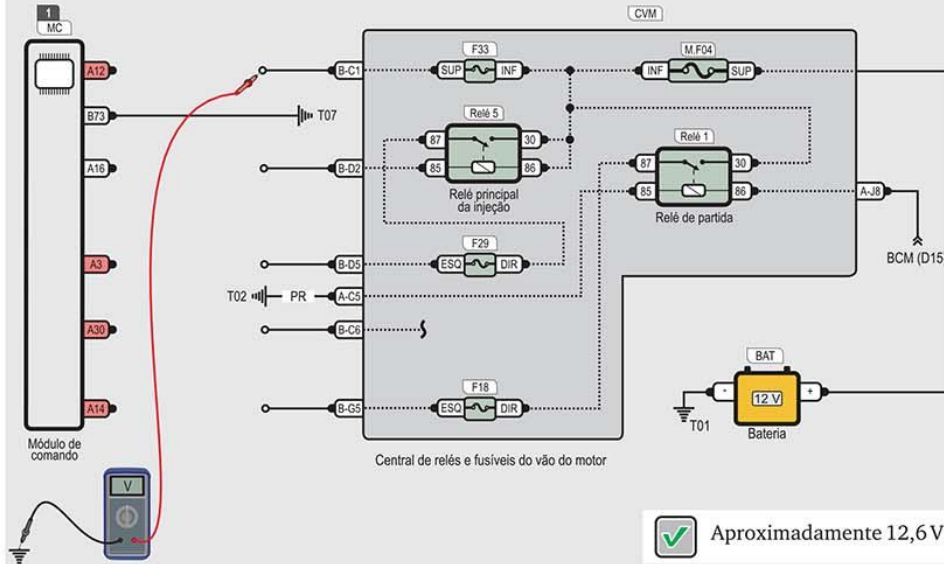 1
MC
CVM
A12
B-C1
F33
SUP
INF
M.F04
INF
SUP
B73
T07
Relé 5
87
30
85
86
Relé principal
da injeção
A16
B-D2
Relé 1
87
30
85
86
Relé de partida
A-J8
BCM (D15
A3
B-D5
F29
ESQ
DIR
T02
PR
A-C5
A30
B-C6
A14
B-G5
F18
ESQ
DIR
Módulo de
comando
Central de relés e fusíveis do vão do motor
BAT
-
12 V
+
T01
Bateria
V
Aproximadamente 12,6 V